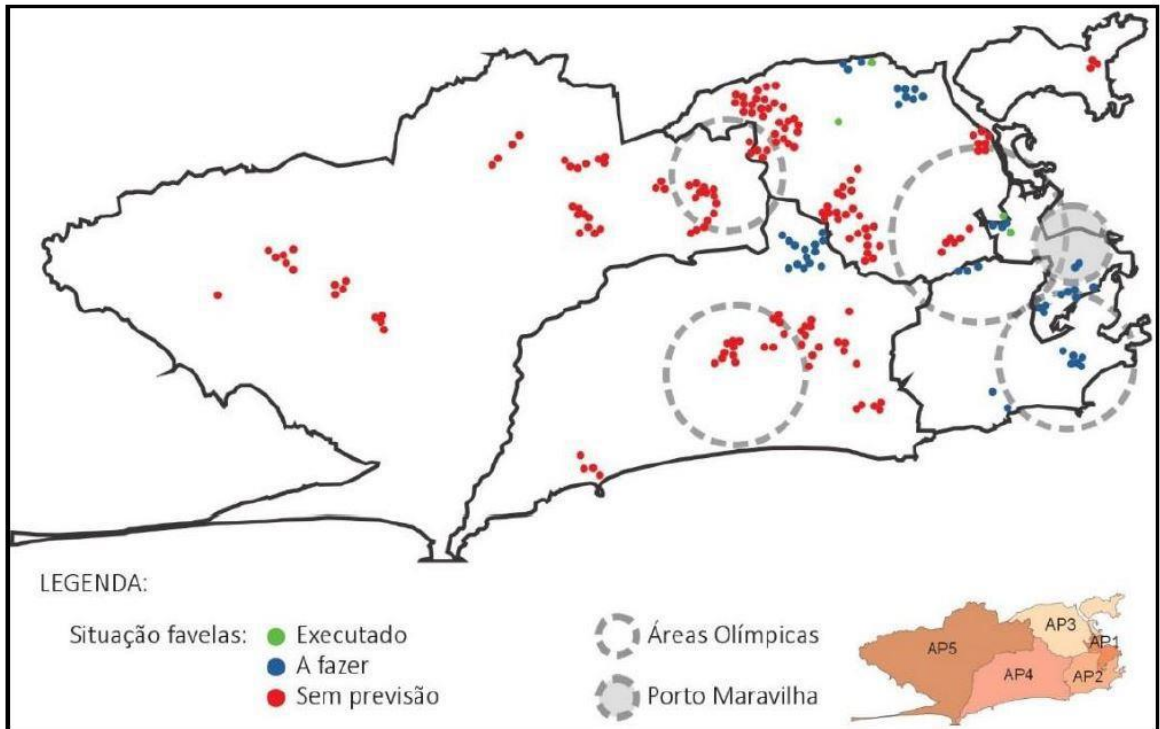 LEGENDA:
Situação favelas:
Executado
A fazer
Sem previsão
Áreas Olímpicas
Porto Maravilha
AP3
AP1
AP5
AP4
AP2